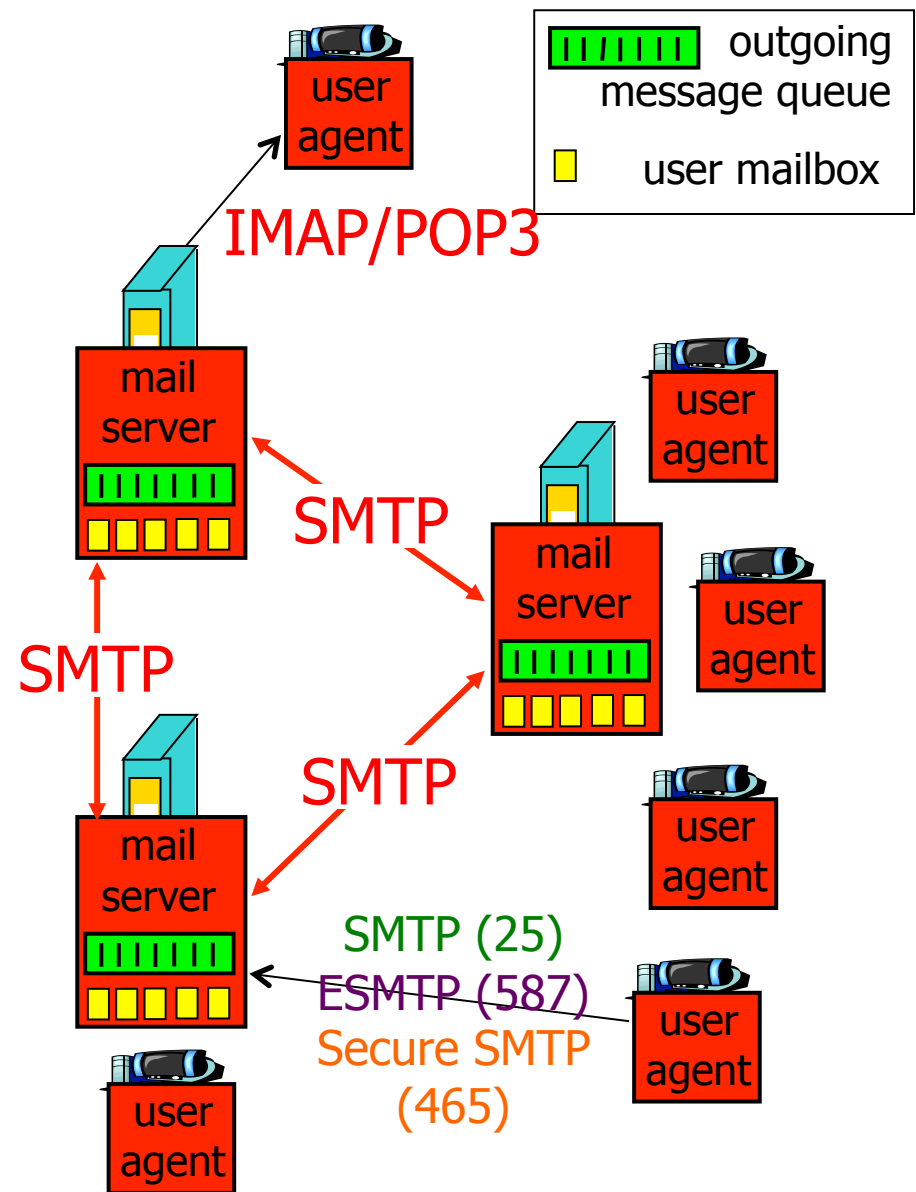 user
agent
outgoing
message queue
user mailbox
IMAP/POP3
mail
server
user
agent
SMTP
mail
server
user
agent
SMTP
SMTP
mail
server
user
agent
SMTP (25)
ESMTP (587)
Secure SMTP
(465)
user
agent
user
agent